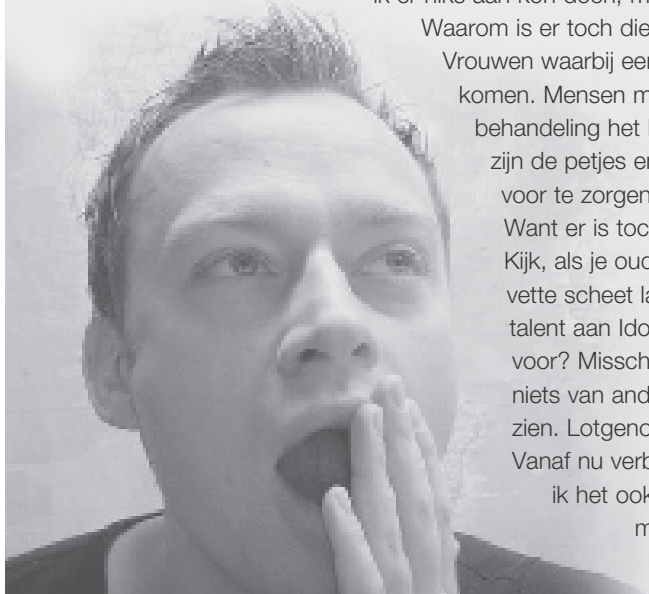 ik er niks aan kon doen, m
Waarom is er toch die
Vrouwen waarbij een
komen. Mensen m
behandeling het
zijn de petjes en
voor te zorgen
Want er is toc
Kijk, als je oud
vette scheet la
talent aan Ido
voor? Missch
niets van and
zien. Lotgeno
Vanaf nu verb
ik het ook
m